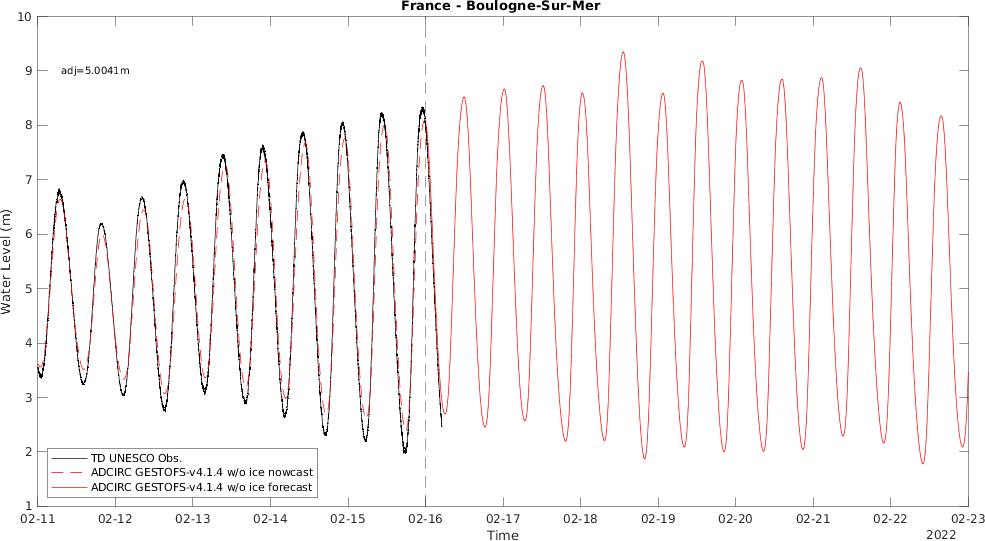 France - Boulogne-Sur-Mer
10
9
8
7
6
5
4
3
2
1
Water Level (m)
adj=5.0041m
TD UNESCO Obs.
ADCIRC GESTOFS-v4.1.4 w/o ice nowcast
ADCIRC GESTOFS-v4.1.4 w/o ice forecast
02-11 02-12 02-13 02-14 02-15 02-16 02-17 02-18 02-19 02-20 02-21 02-22 02-23
Time
2022